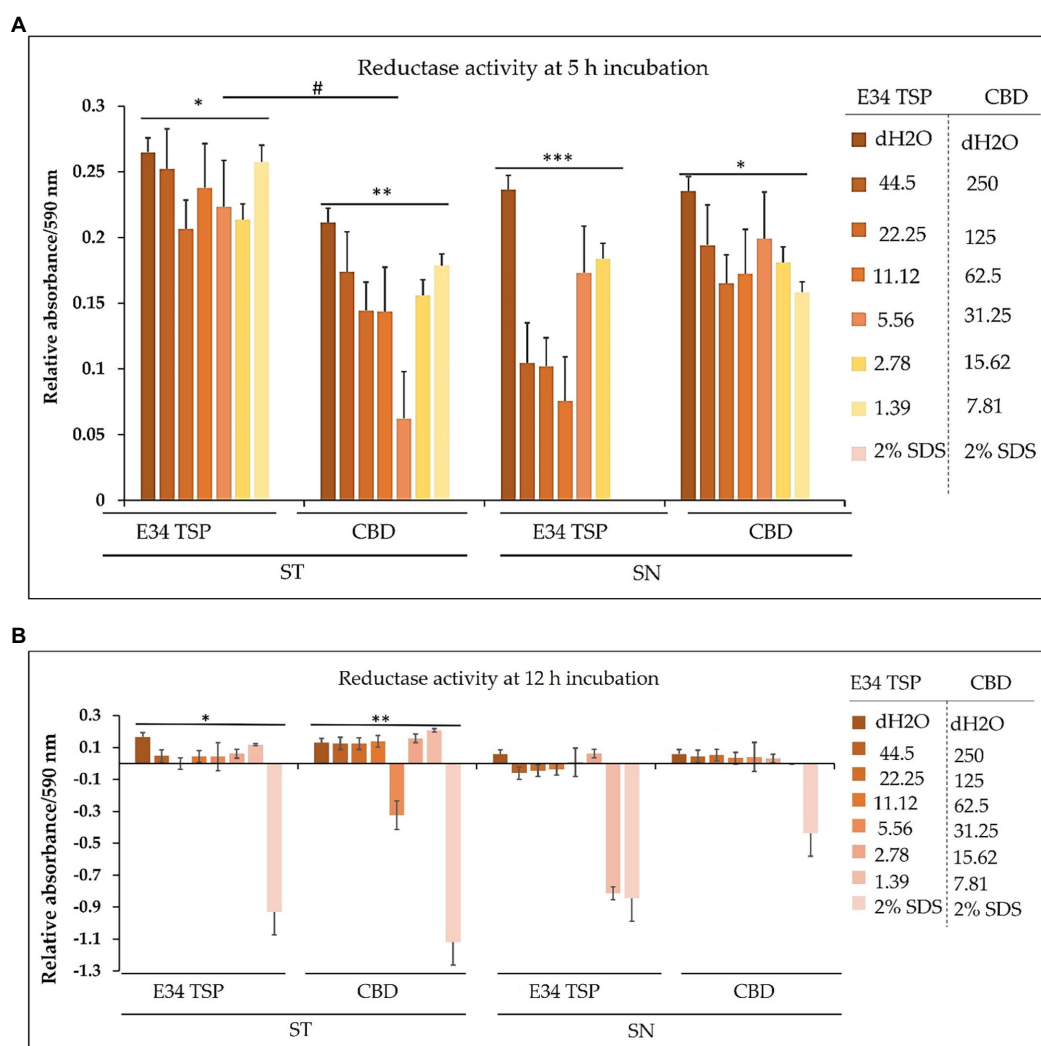 A
Reductase activity at 5 h incubation
E34 TSP CBD
* # ** *** *
Relative absorbance/590 nm
0.3
0.25
0.2
0.15
0.1
0.05
0
dH2O dH2O
44.5 250
22.25 125
11.12 62.5
5.56 31.25
2.78 15.62
1.39 7.81
2% SDS 2% SDS
E34 TSP CBD E34 TSP CBD
ST SN
B
Reductase activity at 12 h incubation
E34 TSP CBD
* **
Relative absorbance/590 nm
0.3
0.1
-0.1
-0.3
-0.5
-0.7
-0.9
-1.1
-1.3
dH2O dH2O
44.5 250
22.25 125
11.12 62.5
5.56 31.25
2.78 15.62
1.39 7.81
2% SDS 2% SDS
E34 TSP CBD E34 TSP CBD
ST SN